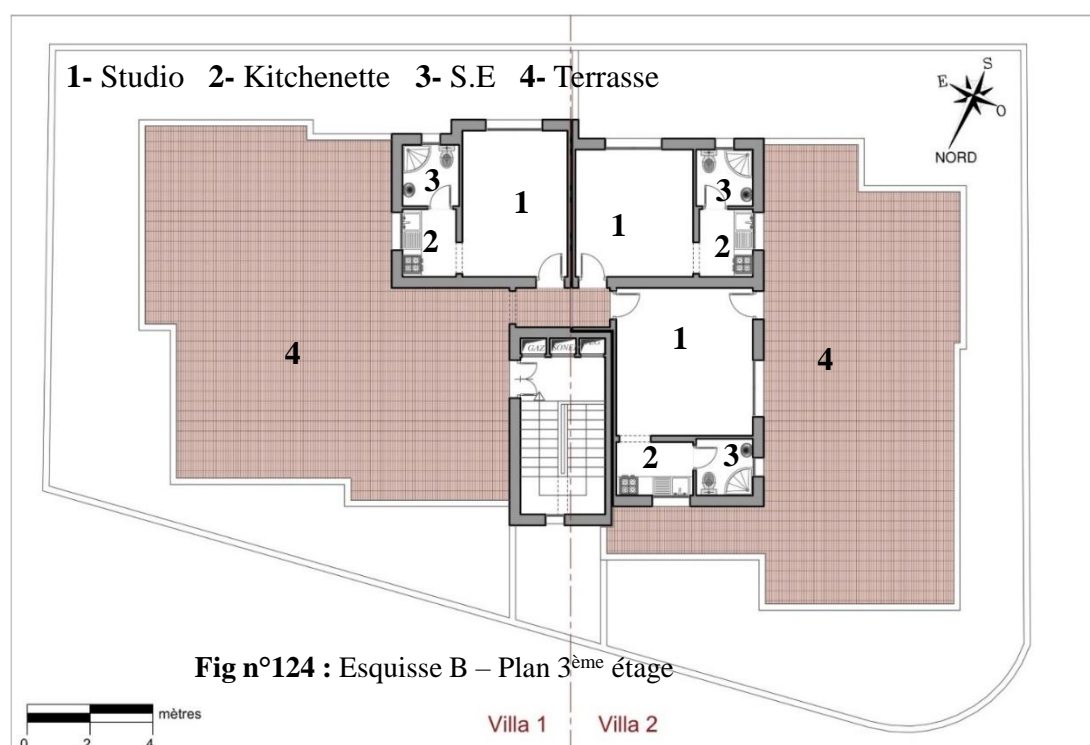 1- Studio 2- Kitchenette 3- S.E 4- Terrasse
S
E
O
NORD
3
3
1
1
2
2
1
4
4
GAZ
2
3
Fig n°124 : Esquisse B – Plan 3ème étage
mètres
0 2 4
Villa 1 Villa 2